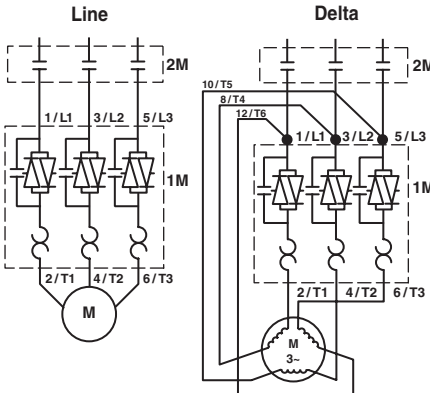 Line
Delta
2M
2M
10/T5
8/T4
12/T6
1/L1 3/L2 5/L3
1/L1 3/L2 5/L3
1M
1M
2/T1 4/T2 6/T3
2/T1 4/T2 6/T3
M
M
3~